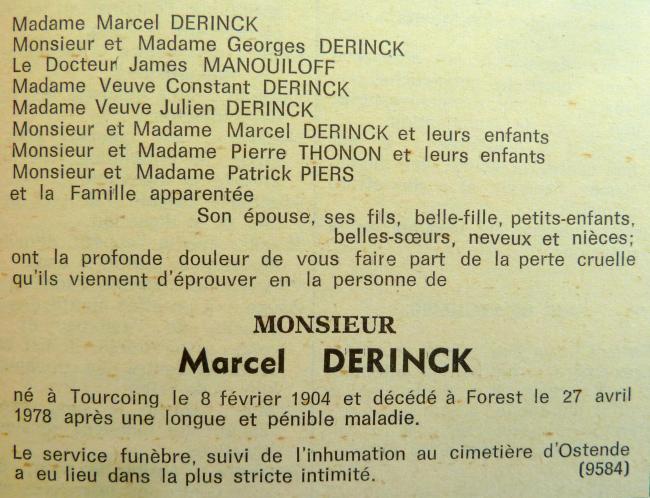 Madame Marcel DERINCK
Monsieur et Madame Georges DERINCK
Le Docteur James MANOUILOFF
Madame Veuve Constant DERINCK
Madame Veuve Julien DERINCK
Monsieur et Madame Marcel DERINCK et leurs enfants
Monsieur et Madame Pierre THONON et leurs enfants
Monsieur et Madame Patrick PIERS
et la Famille apparentée
Son épouse, ses fils, belle-fille, petits-enfants,
belles-sœurs, neveux et nièces;
ont la profonde douleur de vous faire part de la perte cruelle
qu'ils viennent d'éprouver en la personne de
MONSIEUR
Marcel DERINCK
né à Tourcoing le 8 février 1904 et décédé à Forest le 27 avril
1978 après une longue et pénible maladie.
Le service funèbre, suivi de l'inhumation au cimetière d'Ostende
a eu lieu dans la plus stricte intimité. (9584)